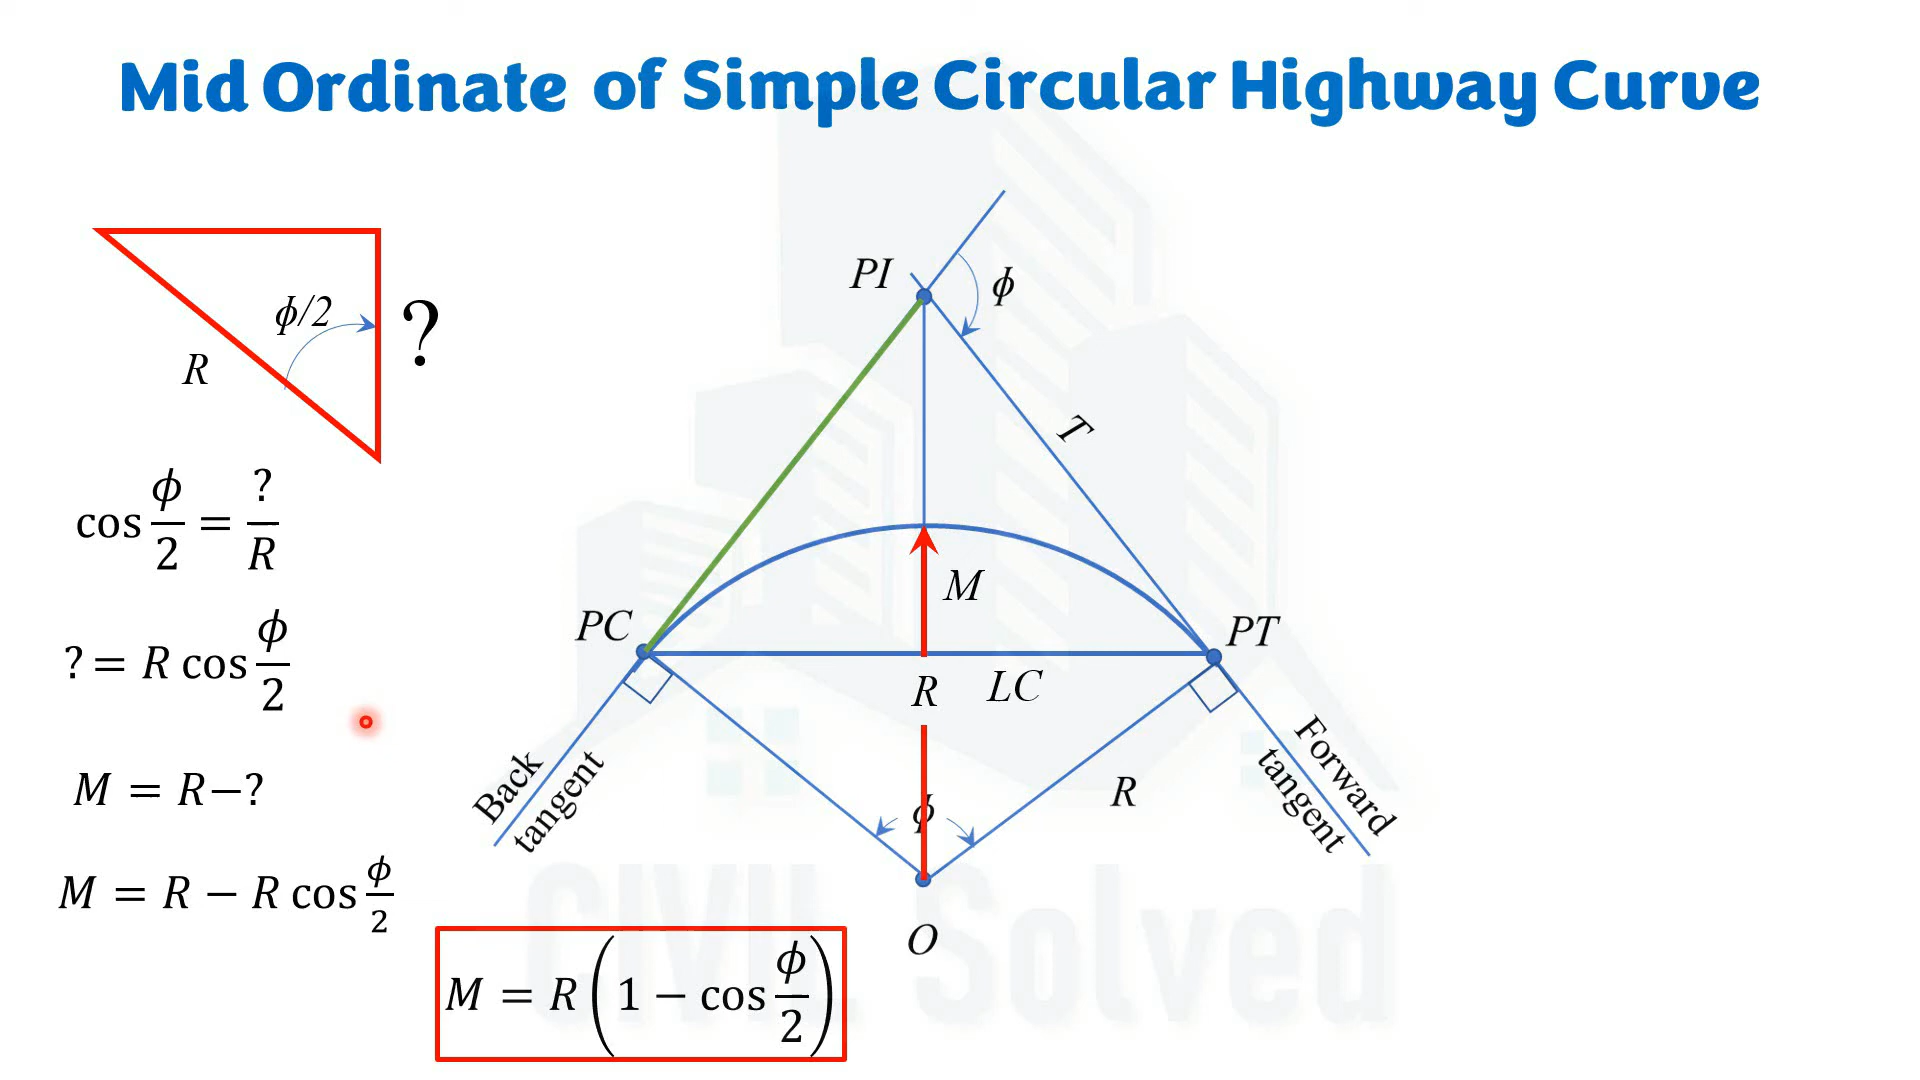 Mid Ordinate of Simple Circular Highway Curve
ϕ/2
?
R
cos ϕ/2 = ?/R
? = R cos ϕ/2
M = R−?
M = R − R cos ϕ/2
M = R(1 − cos ϕ/2)
PI
ϕ
T
M
PC
PT
R
LC
Back
tangent
Forward
tangent
ϕ
R
O
CIVIL Solved